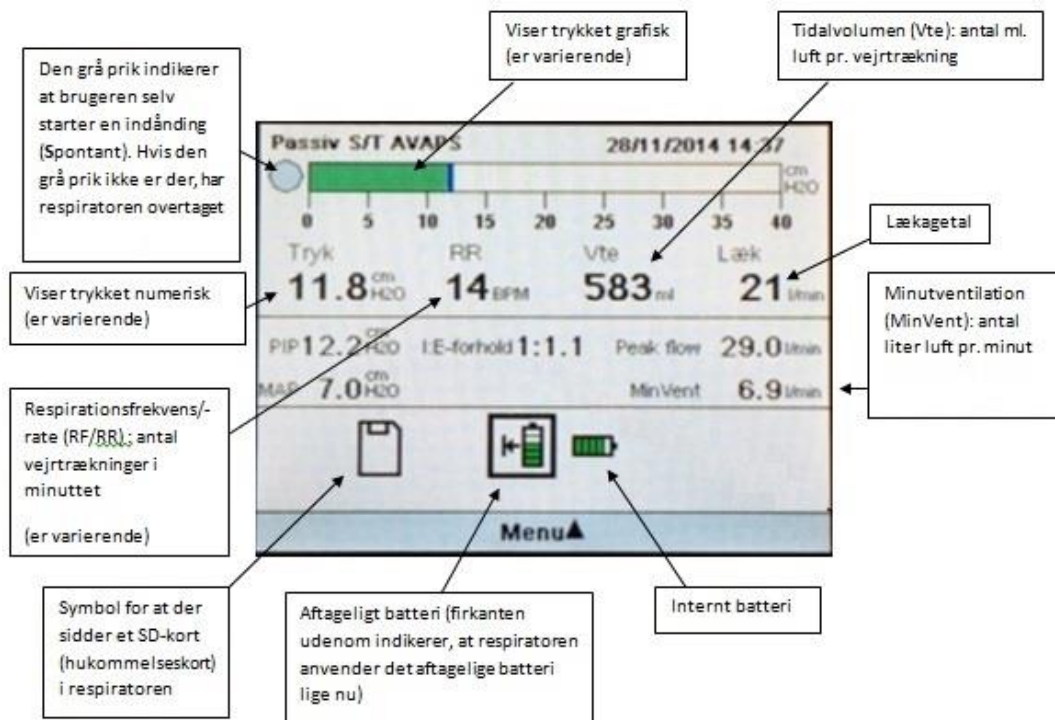 Viser trykket grafisk
(er varierende)
Tidalvolumen (Vte): antal ml.
luft pr. vejrtrækning
Den grå prik indikerer
at brugeren selv
starter en indånding
(Spontant). Hvis den
grå prik ikke er der, har
respiratoren overtaget
Passiv S/T AVAPS 28/11/2014 14:37
cm
H2O
0 5 10 15 20 25 30 35 40
Tryk RR Vte Læk
11.8 cm H2O 14 BPM 583 ml 21 l/min
PIP 12.2 cm H2O I:E-forhold 1:1.1 Peak flow 29.0 l/min
MAP 7.0 cm H2O MinVent 6.9 l/min
Menu▲
Lækagetal
Viser trykket numerisk
(er varierende)
Minutventilation
(MinVent): antal
liter luft pr. minut
Respirationsfrekvens/-
rate (RF/RR) ; antal
vejrtrækninger i
minuttet
(er varierende)
Symbol for at der
sidder et SD-kort
(hukommelseskort)
i respiratoren
Aftageligt batteri (firkanten
udenom indikerer, at respiratoren
anvender det aftagelige batteri
lige nu)
Internt batteri